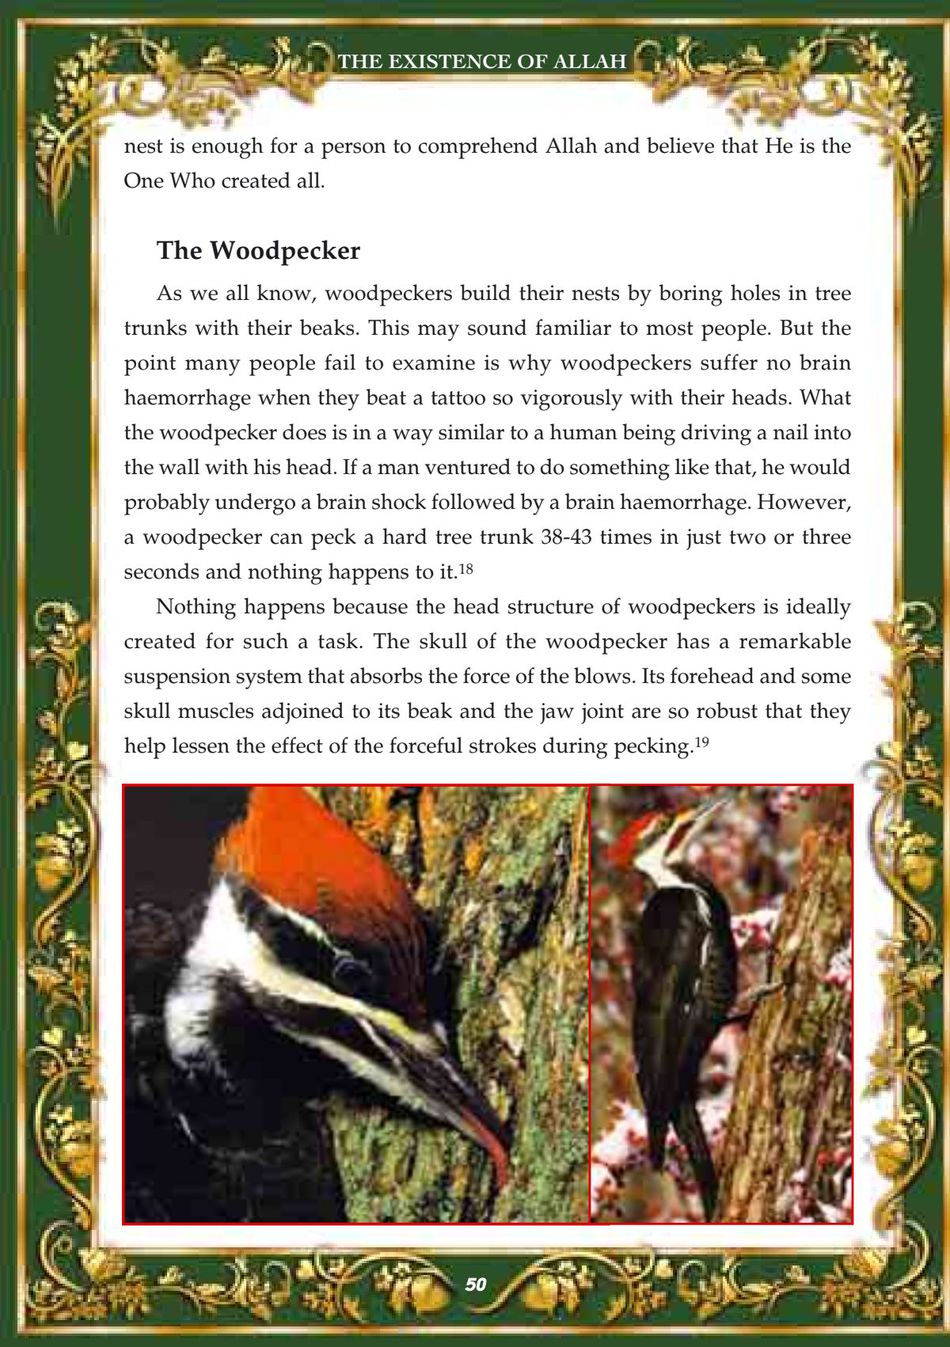 THE EXISTENCE OF ALLAH
nest is enough for a person to comprehend Allah and believe that He is the
One Who created all.
The Woodpecker
As we all know, woodpeckers build their nests by boring holes in tree
trunks with their beaks. This may sound familiar to most people. But the
point many people fail to examine is why woodpeckers suffer no brain
haemorrhage when they beat a tattoo so vigorously with their heads. What
the woodpecker does is in a way similar to a human being driving a nail into
the wall with his head. If a man ventured to do something like that, he would
probably undergo a brain shock followed by a brain haemorrhage. However,
a woodpecker can peck a hard tree trunk 38-43 times in just two or three
seconds and nothing happens to it.18
Nothing happens because the head structure of woodpeckers is ideally
created for such a task. The skull of the woodpecker has a remarkable
suspension system that absorbs the force of the blows. Its forehead and some
skull muscles adjoined to its beak and the jaw joint are so robust that they
help lessen the effect of the forceful strokes during pecking.19
50